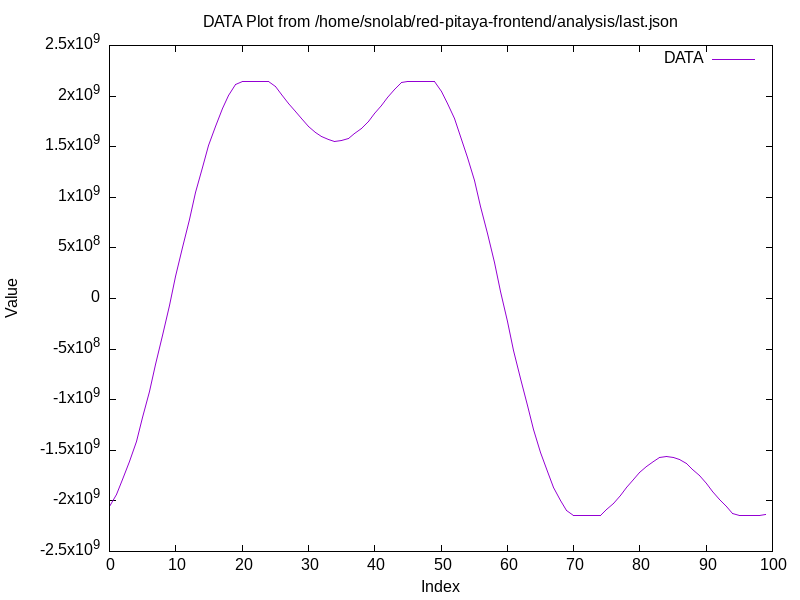 DATA Plot from /home/snolab/red-pitaya-frontend/analysis/last.json
DATA
2.5x10⁹
2x10⁹
1.5x10⁹
1x10⁹
5x10⁸
0
-5x10⁸
-1x10⁹
-1.5x10⁹
-2x10⁹
-2.5x10⁹
Value
0 10 20 30 40 50 60 70 80 90 100
Index